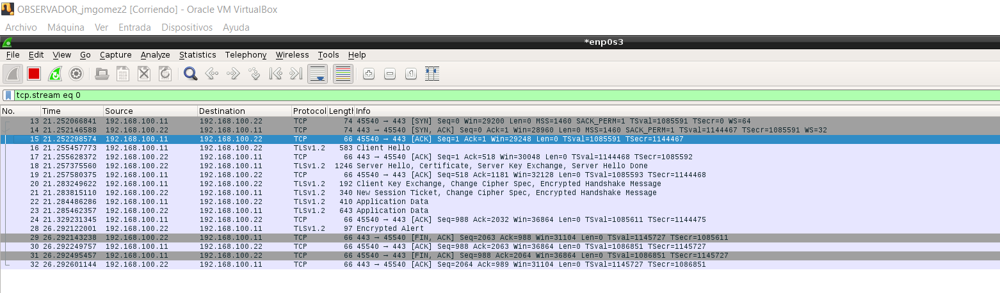 OBSERVADOR_jmgomez2 [Corriendo] - Oracle VM VirtualBox
Archivo Máquina Ver Entrada Dispositivos Ayuda
*enp0s3
File Edit View Go Capture Analyze Statistics Telephony Wireless Tools Help
tcp.stream eq 0
No. Time Source Destination Protocol Lengtl Info
13 21.252066841 192.168.100.11 192.168.100.22 TCP 74 45540 → 443 [SYN] Seq=0 Win=29200 Len=0 MSS=1460 SACK_PERM=1 TSval=1085591 TSecr=0 WS=64
14 21.252146588 192.168.100.22 192.168.100.11 TCP 74 443 → 45540 [SYN, ACK] Seq=0 Ack=1 Win=28960 Len=0 MSS=1460 SACK_PERM=1 TSval=1144467 TSecr=1085591 WS=32
15 21.252298574 192.168.100.11 192.168.100.22 TCP 66 45540 → 443 [ACK] Seq=1 Ack=1 Win=29248 Len=0 TSval=1085591 TSecr=1144467
16 21.255457773 192.168.100.11 192.168.100.22 TLSv1.2 583 Client Hello
17 21.255628372 192.168.100.22 192.168.100.11 TCP 66 443 → 45540 [ACK] Seq=1 Ack=518 Win=30048 Len=0 TSval=1144468 TSecr=1085592
18 21.257375560 192.168.100.22 192.168.100.11 TLSv1.2 1246 Server Hello, Certificate, Server Key Exchange, Server Hello Done
19 21.257580375 192.168.100.11 192.168.100.22 TCP 66 45540 → 443 [ACK] Seq=518 Ack=1181 Win=32128 Len=0 TSval=1085593 TSecr=1144468
20 21.283249622 192.168.100.11 192.168.100.22 TLSv1.2 192 Client Key Exchange, Change Cipher Spec, Encrypted Handshake Message
21 21.283815110 192.168.100.22 192.168.100.11 TLSv1.2 340 New Session Ticket, Change Cipher Spec, Encrypted Handshake Message
22 21.284486286 192.168.100.11 192.168.100.22 TLSv1.2 410 Application Data
23 21.285462357 192.168.100.22 192.168.100.11 TLSv1.2 643 Application Data
24 21.329231345 192.168.100.11 192.168.100.22 TCP 66 45540 → 443 [ACK] Seq=988 Ack=2032 Win=36864 Len=0 TSval=1085611 TSecr=1144475
28 26.292122001 192.168.100.22 192.168.100.11 TLSv1.2 97 Encrypted Alert
29 26.292143238 192.168.100.22 192.168.100.11 TCP 66 443 → 45540 [FIN, ACK] Seq=2063 Ack=988 Win=31104 Len=0 TSval=1145727 TSecr=1085611
30 26.292249757 192.168.100.11 192.168.100.22 TCP 66 45540 → 443 [ACK] Seq=988 Ack=2063 Win=36864 Len=0 TSval=1086851 TSecr=1145727
31 26.292495457 192.168.100.11 192.168.100.22 TCP 66 45540 → 443 [FIN, ACK] Seq=988 Ack=2064 Win=36864 Len=0 TSval=1086851 TSecr=1145727
32 26.292601144 192.168.100.22 192.168.100.11 TCP 66 443 → 45540 [ACK] Seq=2064 Ack=989 Win=31104 Len=0 TSval=1145727 TSecr=1086851